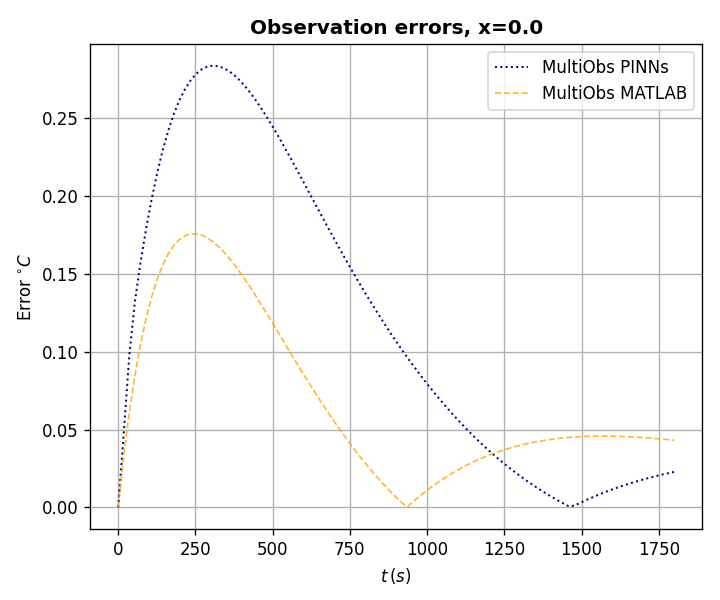 Observation errors, x=0.0
MultiObs PINNs
MultiObs MATLAB
Error °C
0.25
0.20
0.15
0.10
0.05
0.00
0 250 500 750 1000 1250 1500 1750
t (s)